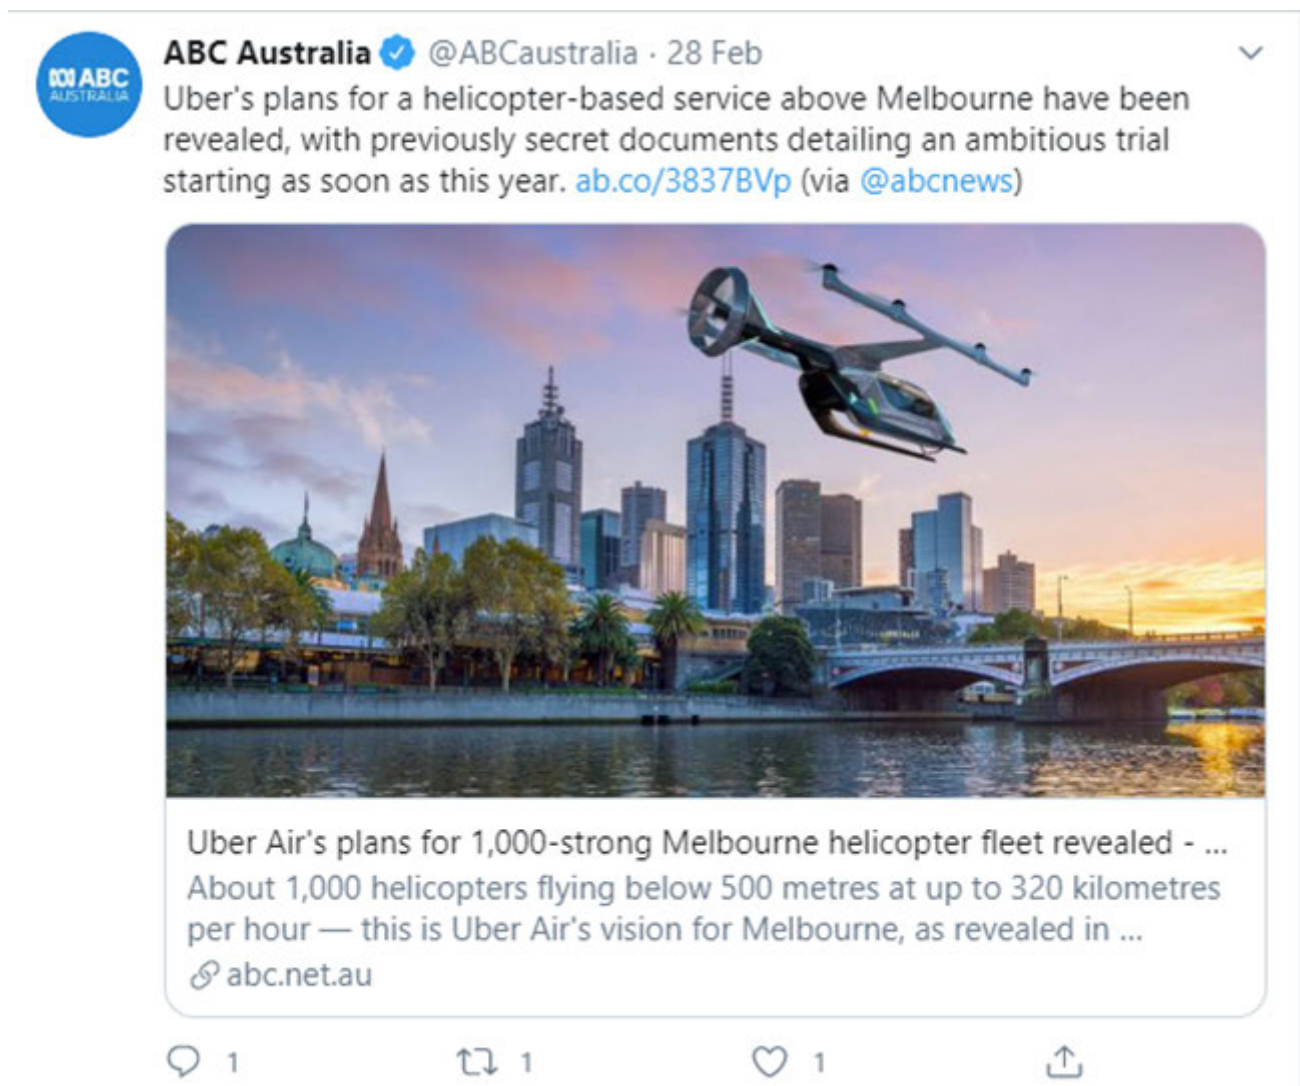 ABC
AUSTRALIA
ABC Australia @ABCaustralia · 28 Feb
Uber's plans for a helicopter-based service above Melbourne have been
revealed, with previously secret documents detailing an ambitious trial
starting as soon as this year. ab.co/3837BVp (via @abcnews)
Uber Air's plans for 1,000-strong Melbourne helicopter fleet revealed - ...
About 1,000 helicopters flying below 500 metres at up to 320 kilometres
per hour — this is Uber Air's vision for Melbourne, as revealed in ...
abc.net.au
1 1 1